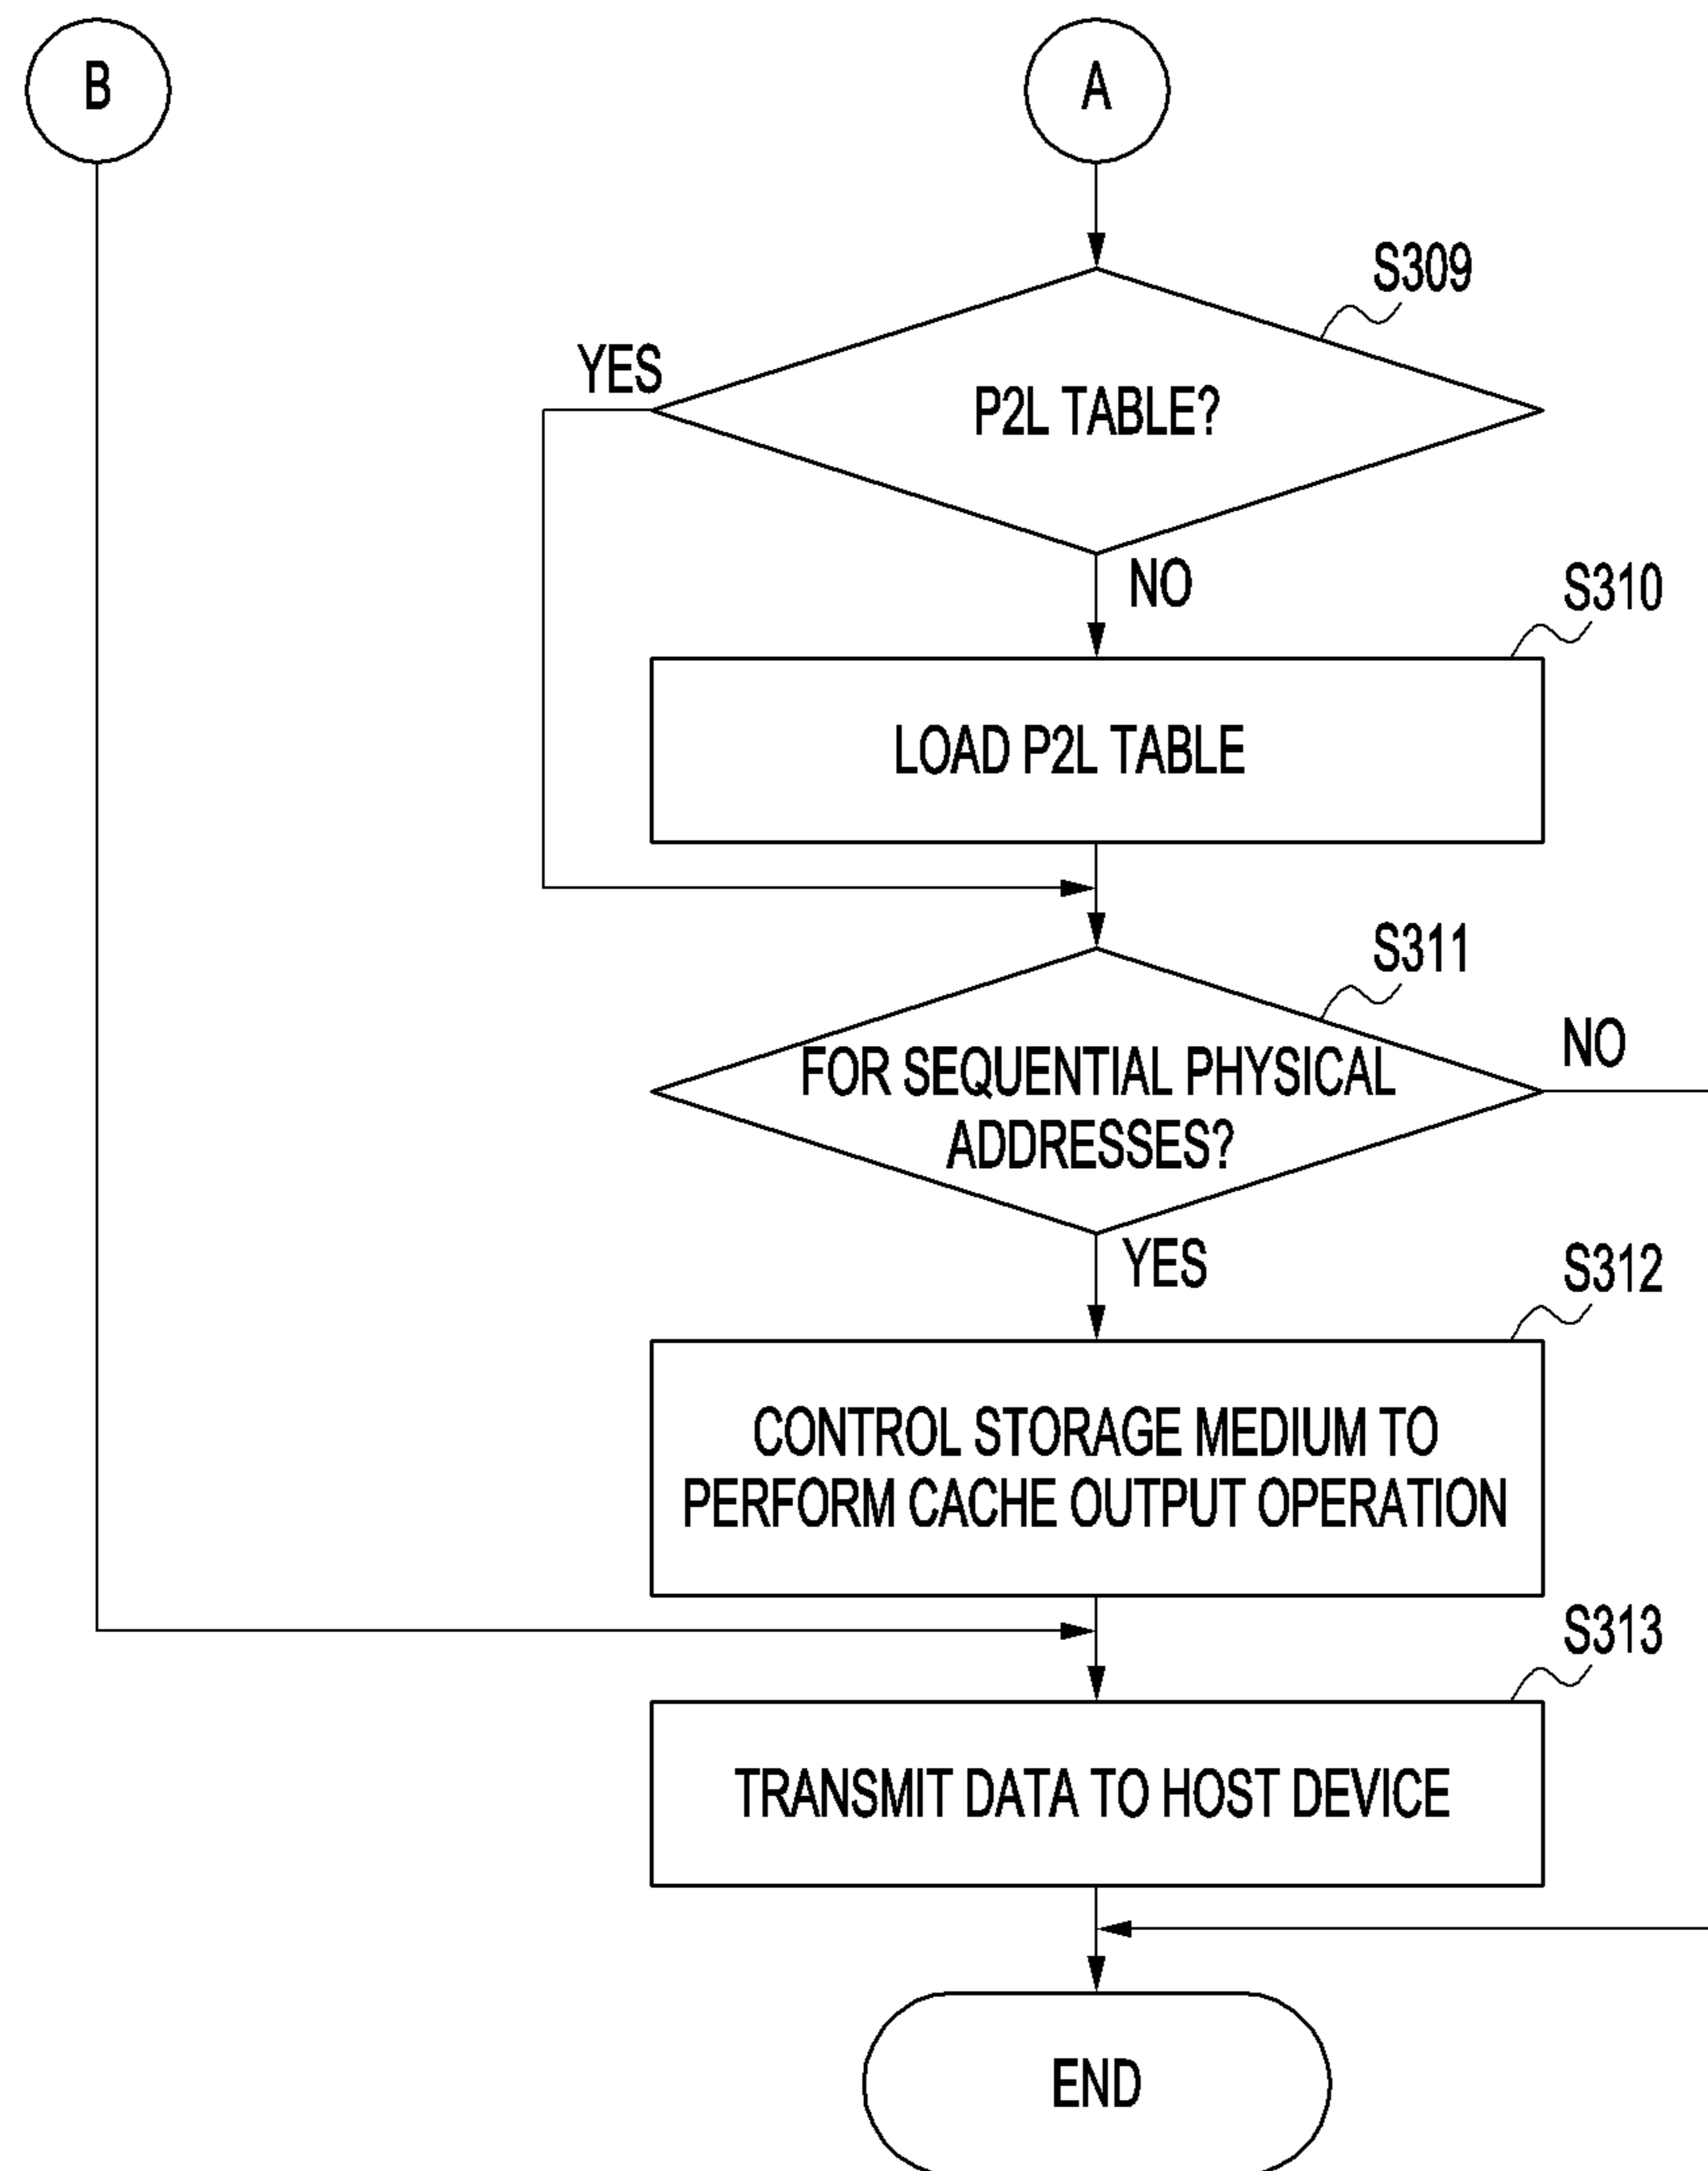 B
A
S309
YES
P2L TABLE?
NO
S310
LOAD P2L TABLE
S311
NO
FOR SEQUENTIAL PHYSICAL
ADDRESSES?
YES
S312
CONTROL STORAGE MEDIUM TO
PERFORM CACHE OUTPUT OPERATION
S313
TRANSMIT DATA TO HOST DEVICE
END